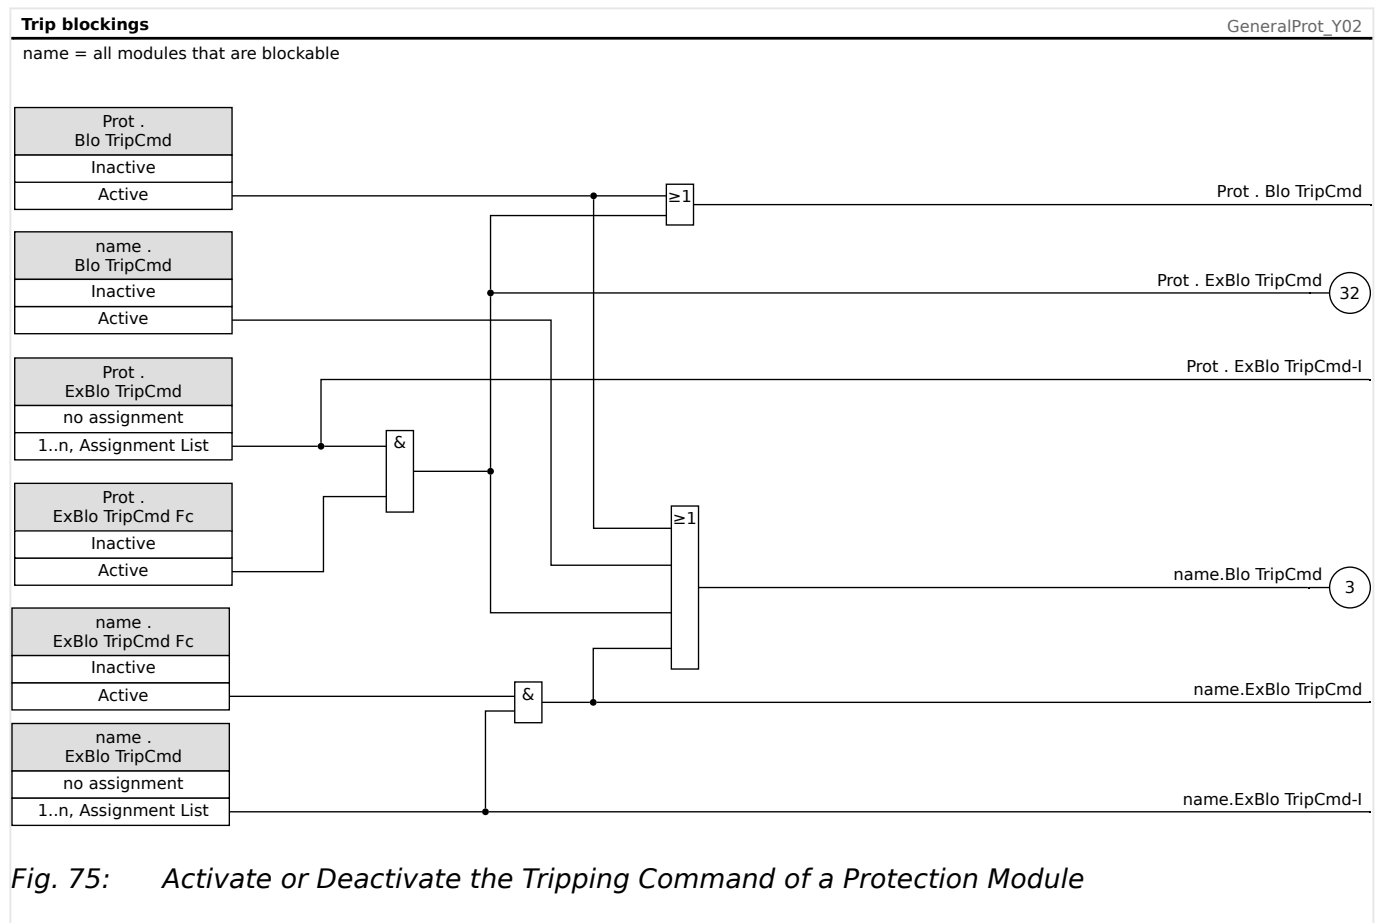 Trip blockings
GeneralProt_Y02
name = all modules that are blockable
Prot .
Blo TripCmd
Inactive
Active
≥1
Prot . Blo TripCmd
name .
Blo TripCmd
Inactive
Active
Prot . ExBlo TripCmd
32
Prot .
ExBlo TripCmd
no assignment
1..n, Assignment List
Prot . ExBlo TripCmd-I
&
Prot .
ExBlo TripCmd Fc
Inactive
Active
≥1
name.Blo TripCmd
3
name .
ExBlo TripCmd Fc
Inactive
Active
&
name.ExBlo TripCmd
name .
ExBlo TripCmd
no assignment
1..n, Assignment List
name.ExBlo TripCmd-I
Fig. 75: Activate or Deactivate the Tripping Command of a Protection Module